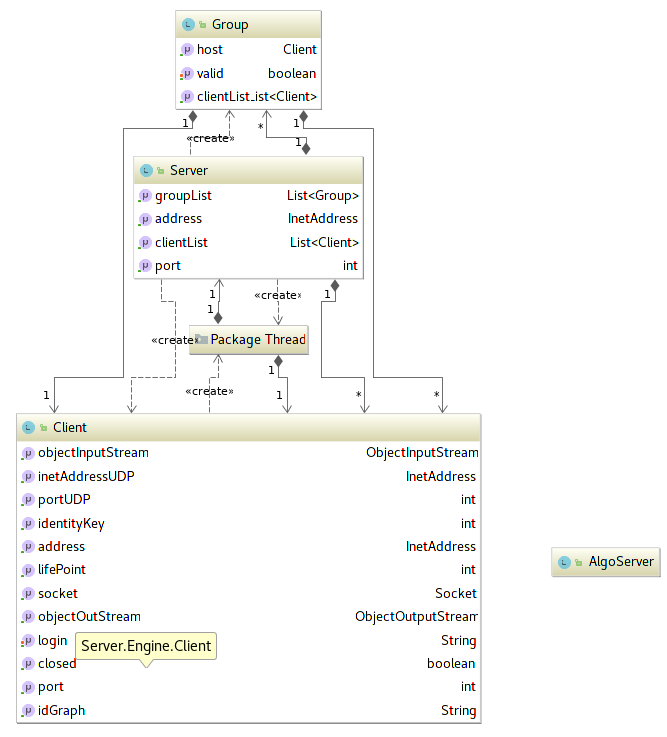 Group
host Client
valid boolean
clientList ist<Client>
1 1
«create» *
1
Server
groupList List<Group>
address InetAddress
clientList List<Client>
port int
1 «create» 1
1
«create» Package Thread
1
«create»
1 1 * *
Client
objectInputStream ObjectInputStream
inetAddressUDP InetAddress
portUDP int
identityKey int
address InetAddress
lifePoint int
socket Socket
objectOutStream ObjectOutputStream
login String
Server.Engine.Client
closed boolean
port int
idGraph String
AlgoServer